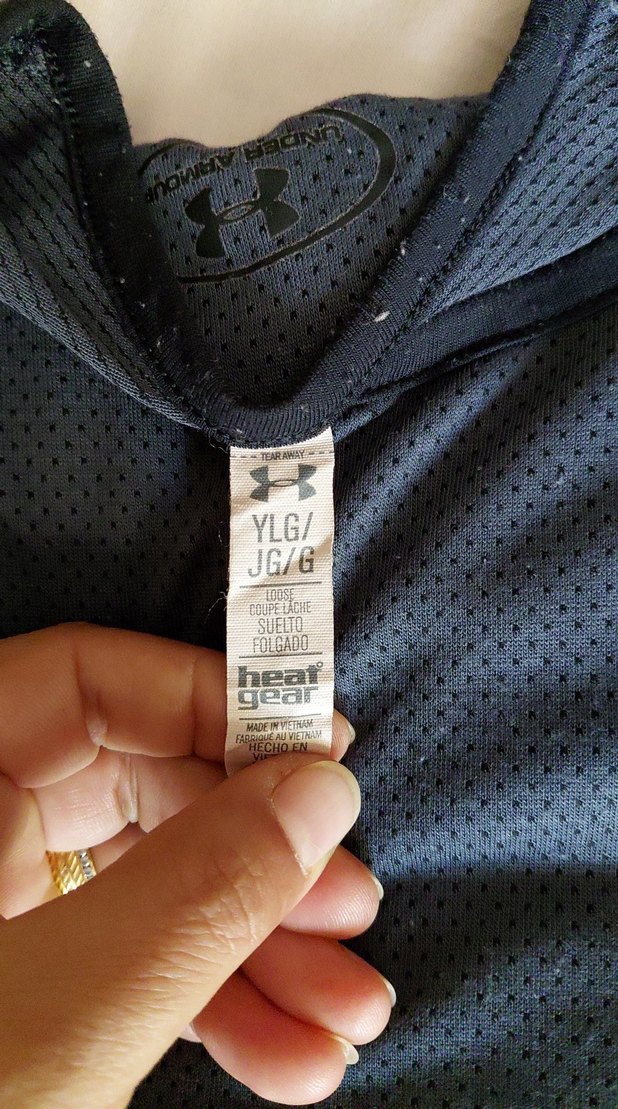 UNDER ARMOUR
TEAR AWAY
YLG/
JG/G
LOOSE
COUPE LÂCHE
SUELTO
FOLGADO
heat
gear
MADE IN VIETNAM
FABRIQUÉ AU VIETNAM
HECHO EN